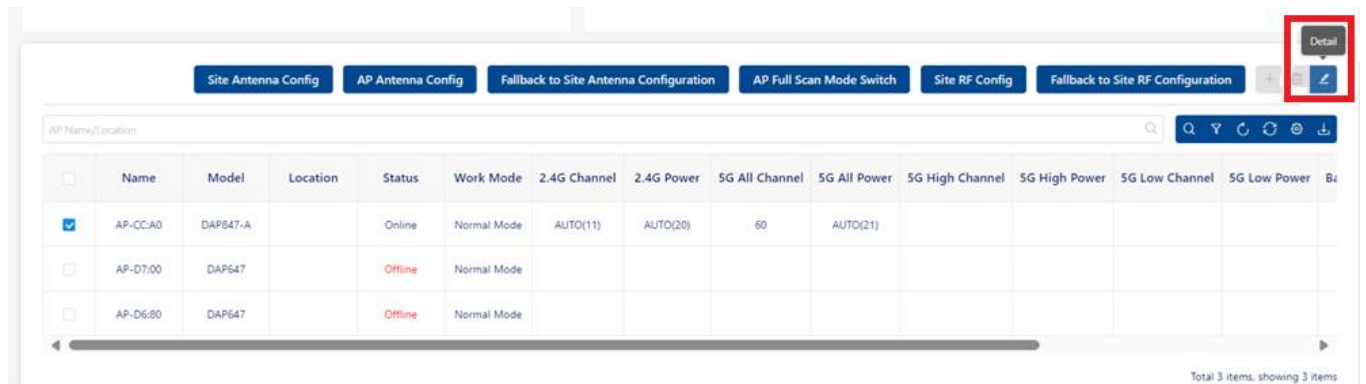 Detail
Site Antenna Config AP Antenna Config Fallback to Site Antenna Configuration AP Full Scan Mode Switch Site RF Config Fallback to Site RF Configuration
AP Name/Location
Name Model Location Status Work Mode 2.4G Channel 2.4G Power 5G All Channel 5G All Power 5G High Channel 5G High Power 5G Low Channel 5G Low Power Ba
AP-CC:A0 DAP847-A Online Normal Mode AUTO(11) AUTO(20) 60 AUTO(21)
AP-D7:00 DAP647 Offline Normal Mode
AP-D6:80 DAP647 Offline Normal Mode
Total 3 items, showing 3 items